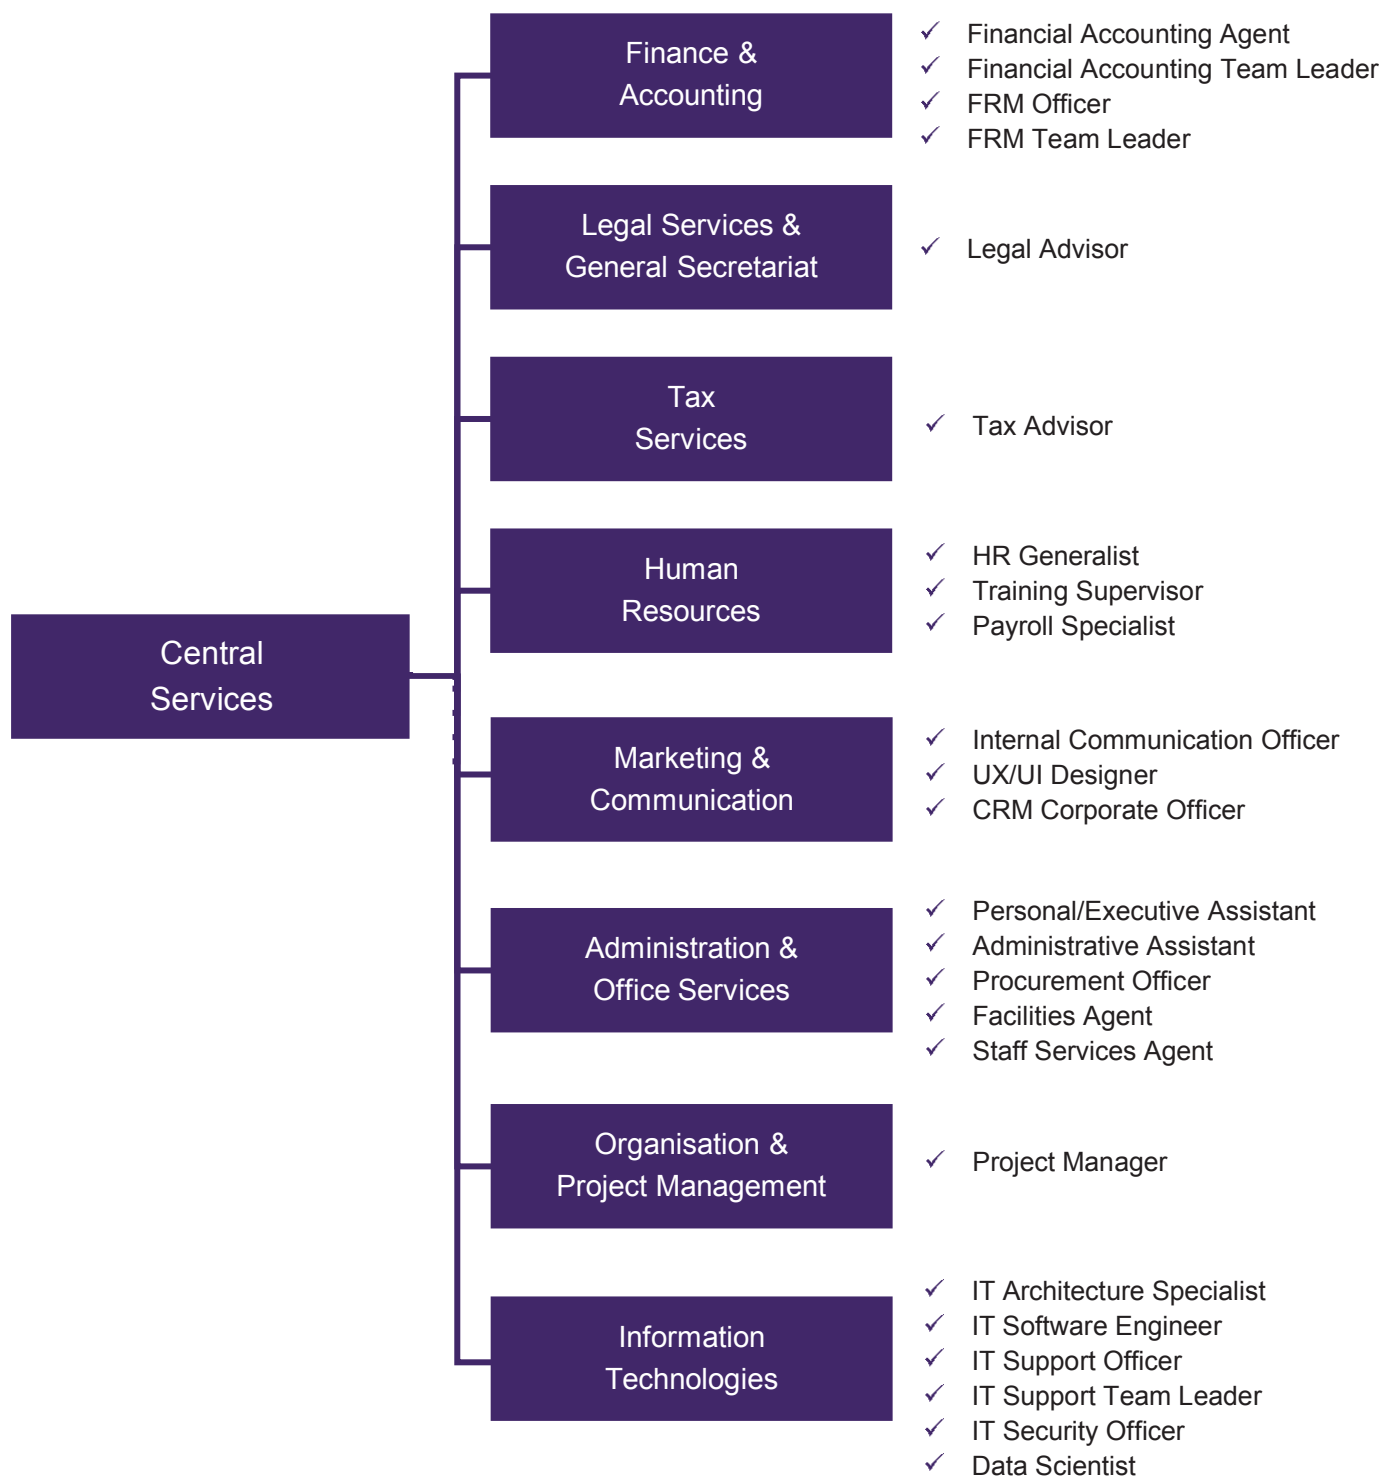 Central
Services
Finance &
Accounting
Financial Accounting Agent
Financial Accounting Team Leader
FRM Officer
FRM Team Leader
Legal Services &
General Secretariat
Legal Advisor
Tax
Services
Tax Advisor
Human
Resources
HR Generalist
Training Supervisor
Payroll Specialist
Marketing &
Communication
Internal Communication Officer
UX/UI Designer
CRM Corporate Officer
Administration &
Office Services
Personal/Executive Assistant
Administrative Assistant
Procurement Officer
Facilities Agent
Staff Services Agent
Organisation &
Project Management
Project Manager
Information
Technologies
IT Architecture Specialist
IT Software Engineer
IT Support Officer
IT Support Team Leader
IT Security Officer
Data Scientist